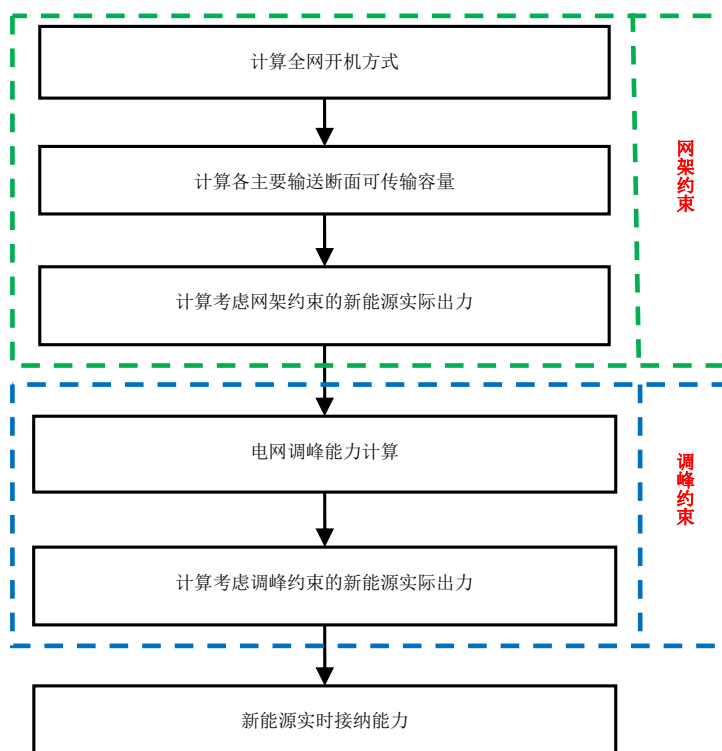 计算全网开机方式
计算各主要输送断面可传输容量
计算考虑网架约束的新能源实际出力
网架约束
电网调峰能力计算
计算考虑调峰约束的新能源实际出力
调峰约束
新能源实时接纳能力